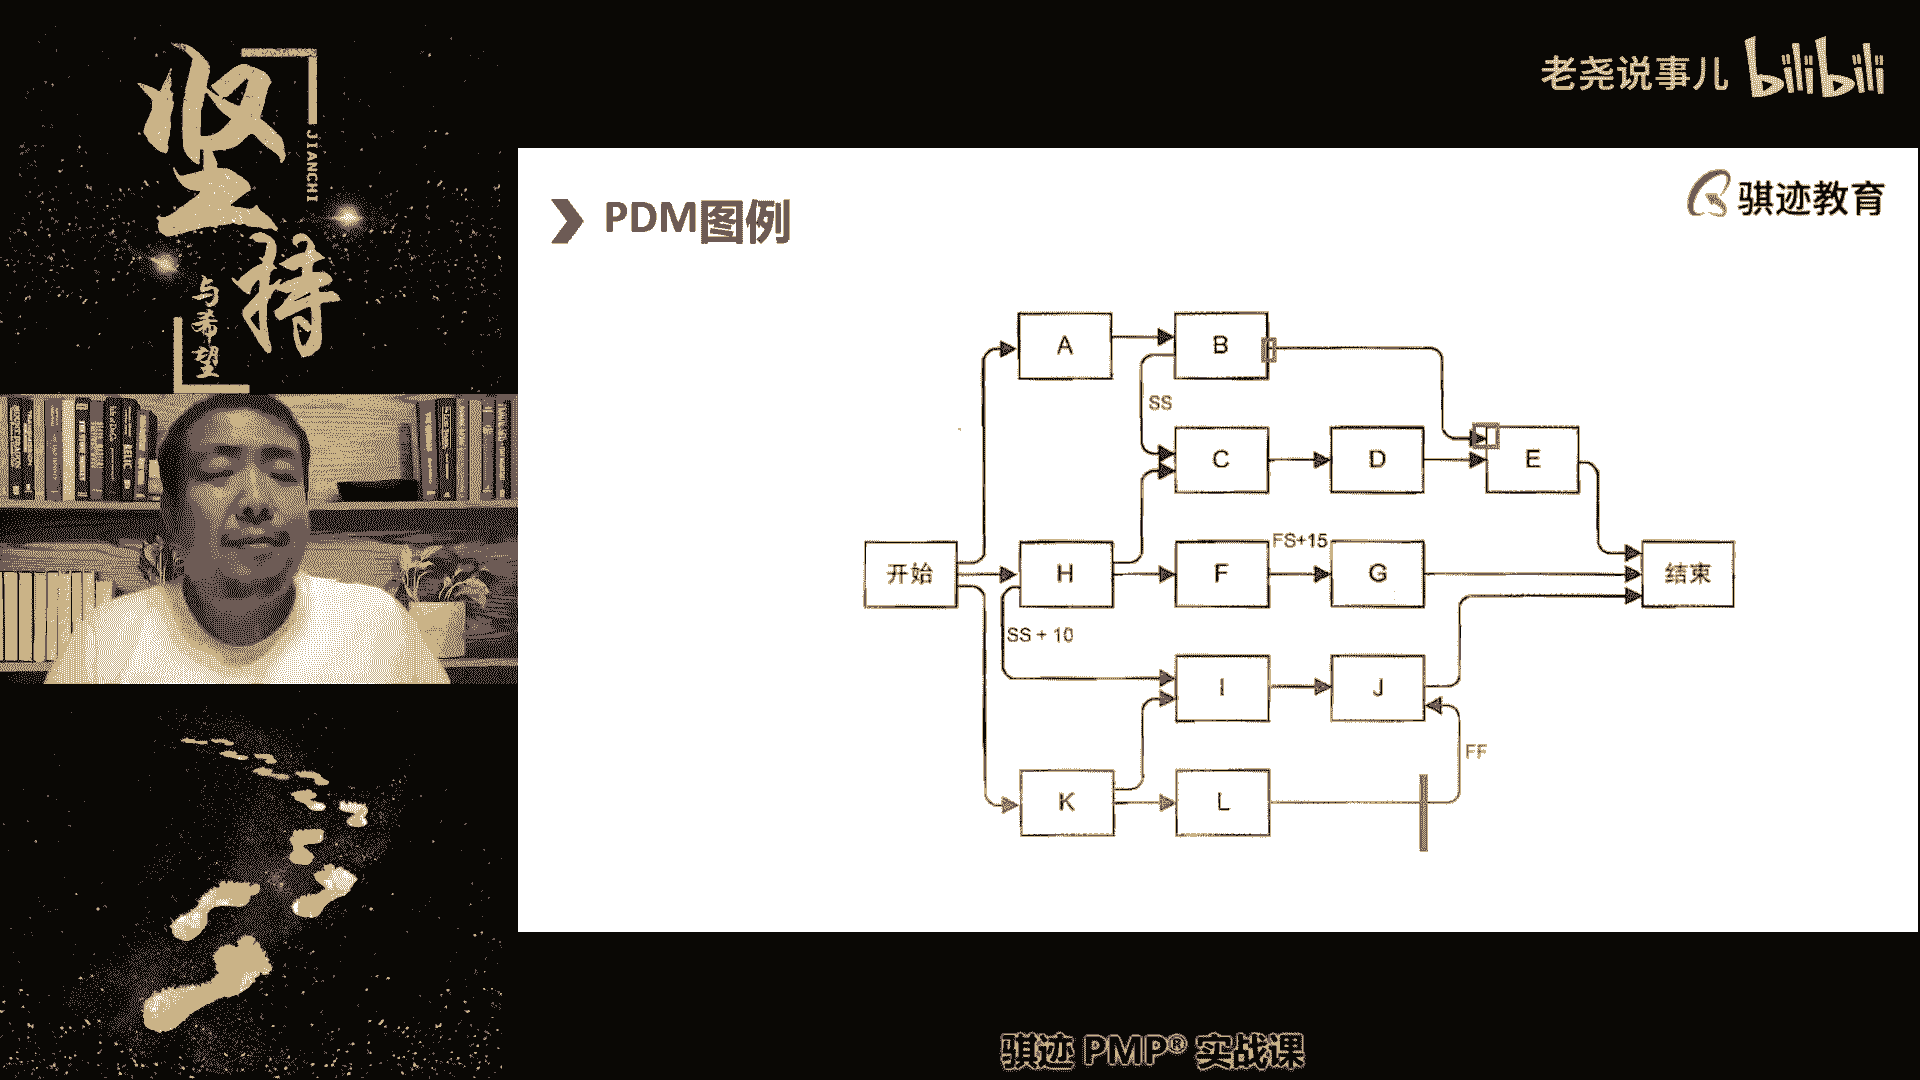 坚持
JIANCHI
与希望
老尧说事儿 bilibili
骐迹教育
PDM图例
A
B
SS
C
D
E
开始
H
F
FS+15
G
结束
SS + 10
I
J
FF
K
L
骐迹 PMP® 实战课